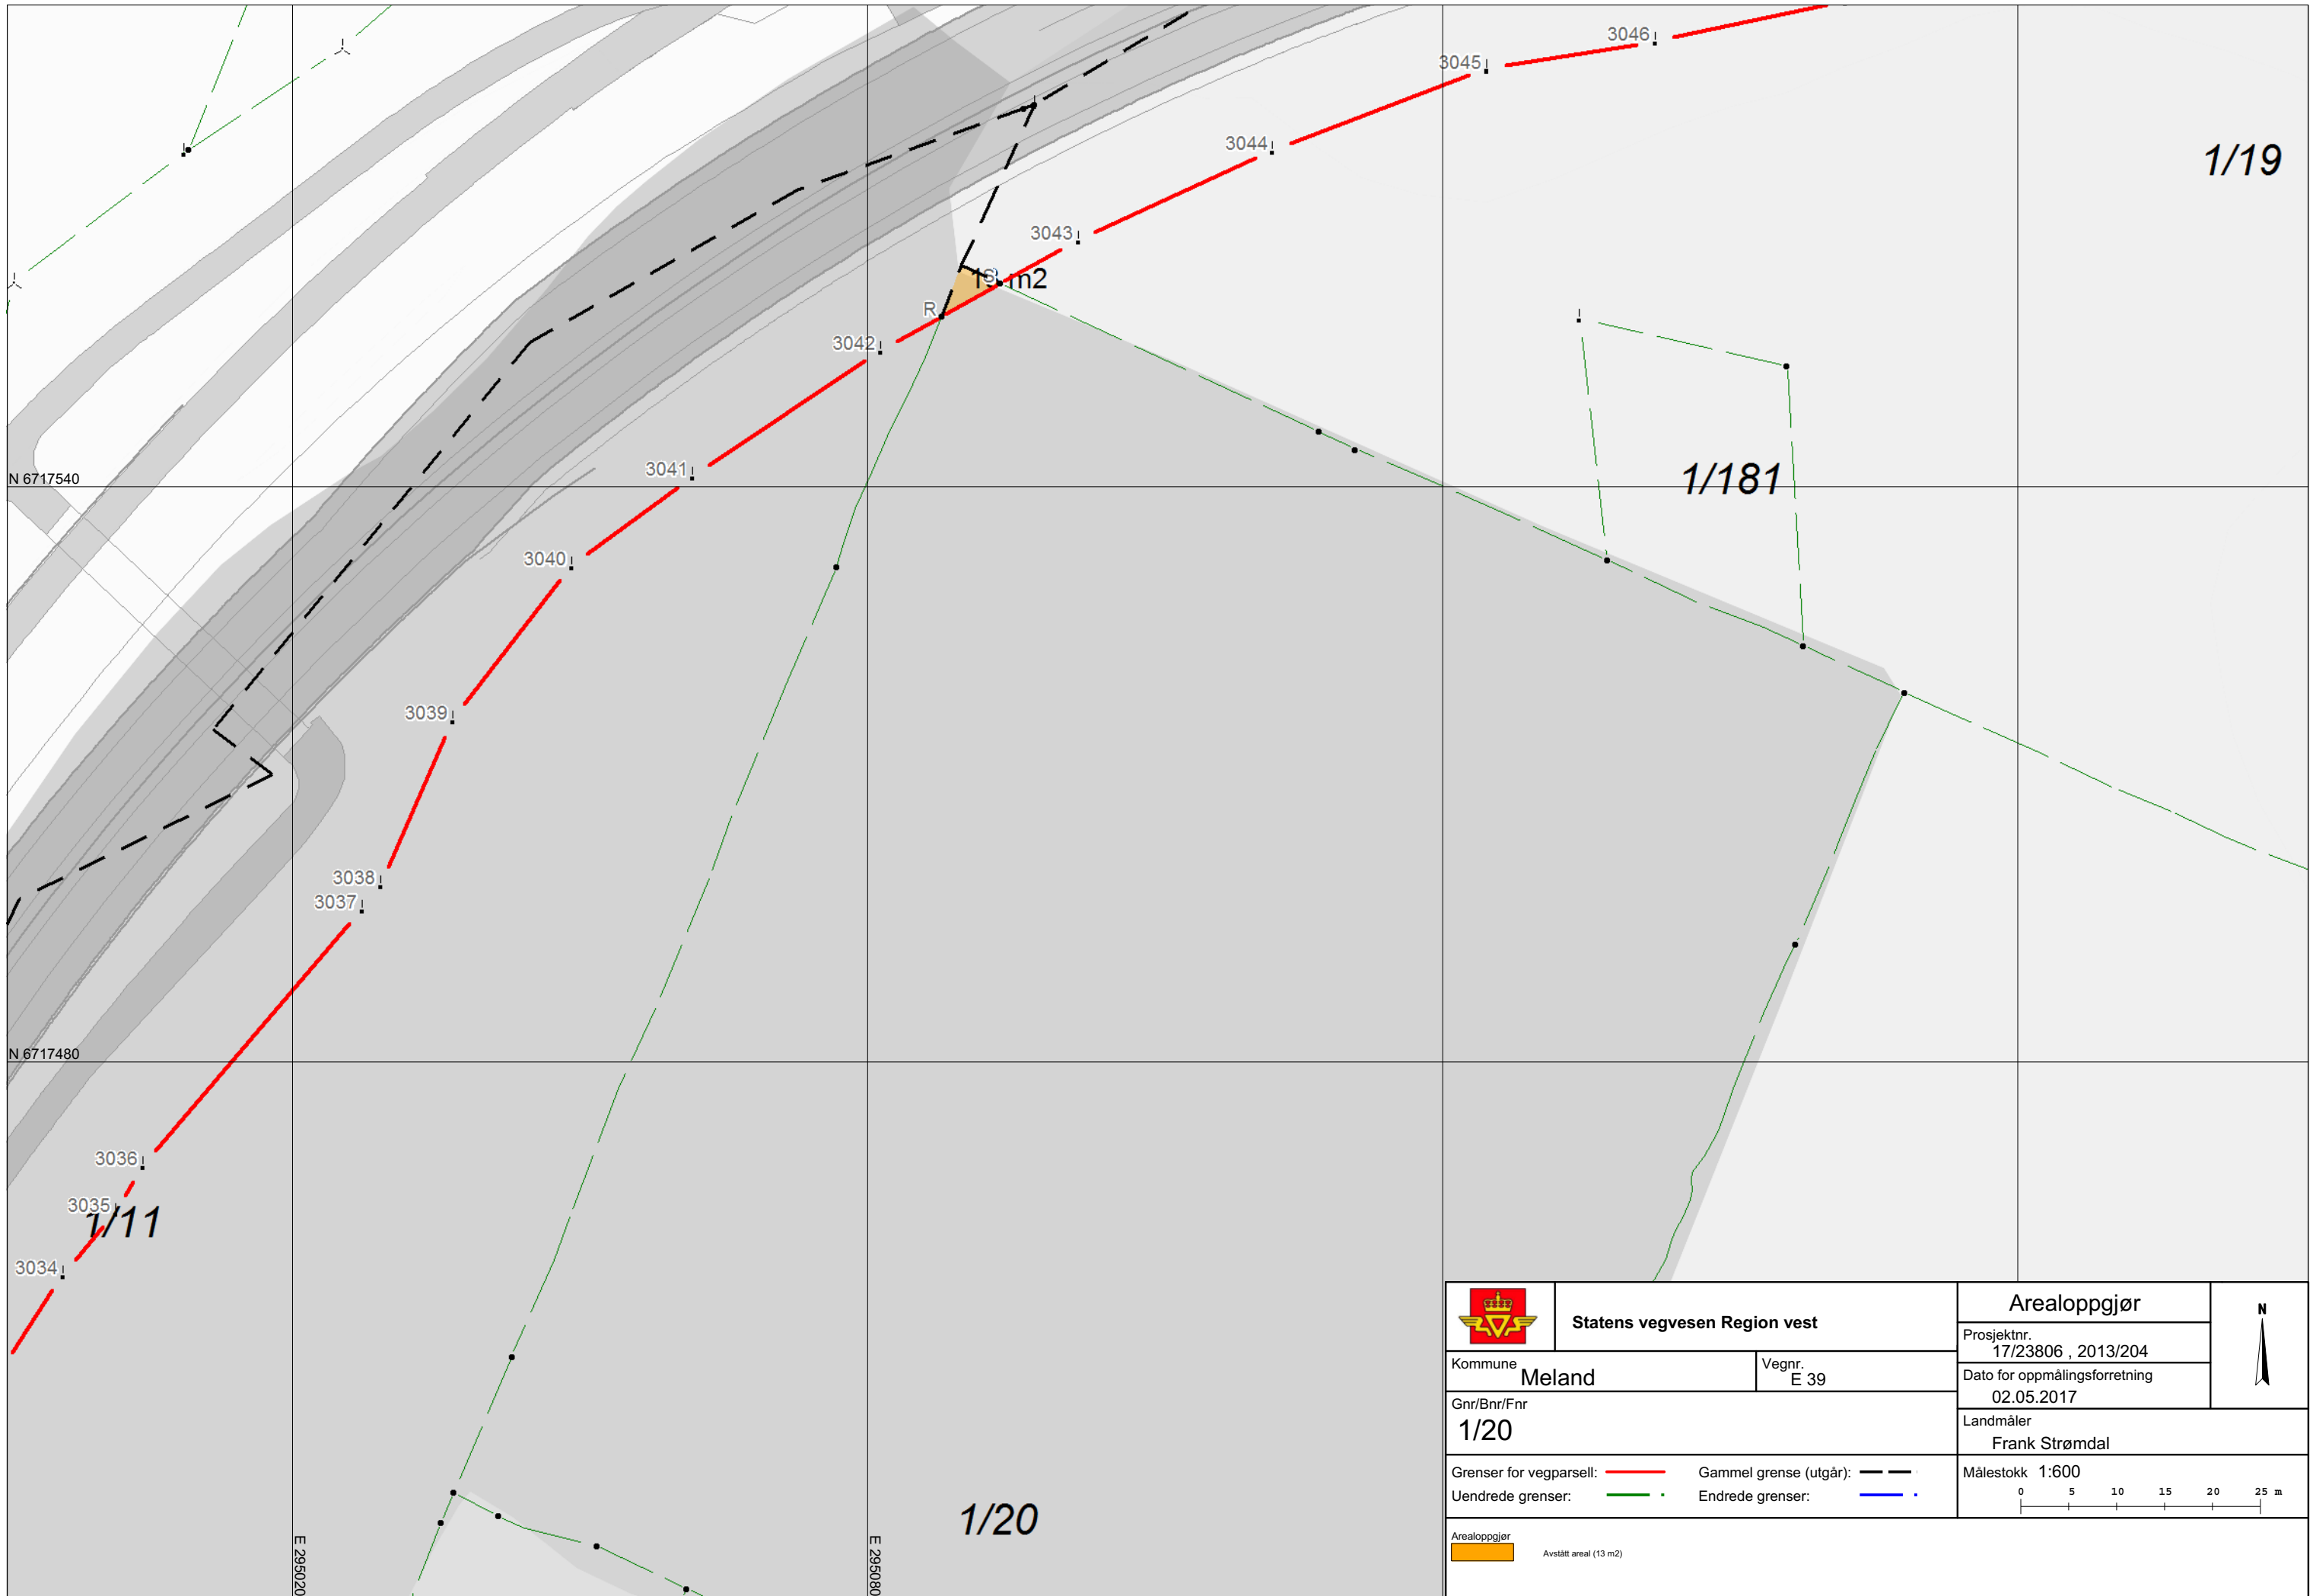 3046
3045
3044
1/19
3043
m2
R
3042
3041
1/181
N 6717540
3040
3039
3038
3037
N 6717480
3036
3035
1/11
3034
1/20
E 295020
E 295080
Statens vegvesen Region vest
Arealoppgjør
N
Prosjektnr.
17/23806 , 2013/204
Kommune Meland
Vegnr.
E 39
Dato for oppmålingsforretning
02.05.2017
Gnr/Bnr/Fnr
1/20
Landmåler
Frank Strømdal
Grenser for vegparsell: Gammel grense (utgår):
Uendrede grenser: Endrede grenser:
Målestokk 1:600
0 5 10 15 20 25 m
Arealoppgjør
Avstått areal (13 m2)